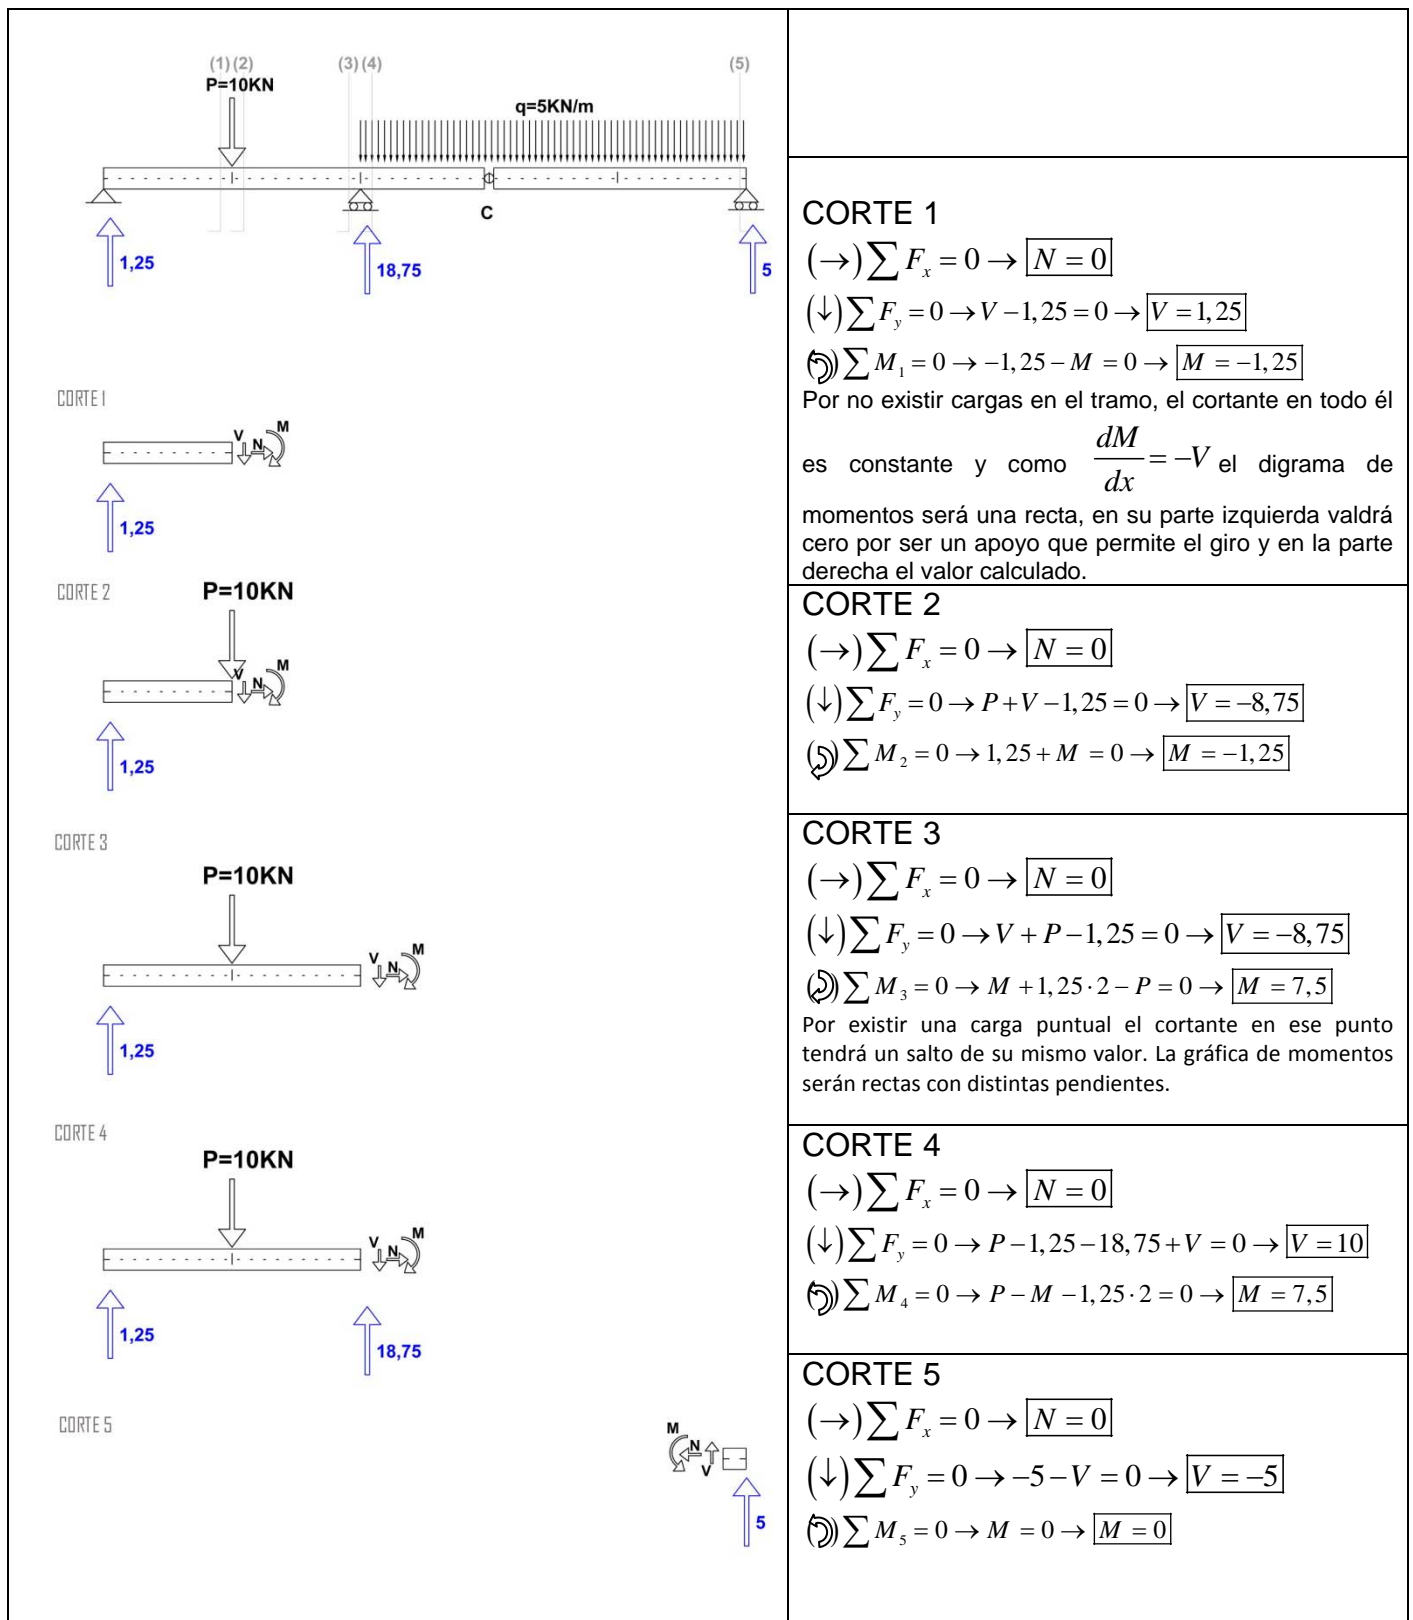 (1) (2)
(3) (4)
(5)
P=10KN
q=5KN/m
C
1,25
18,75
5
CORTE 1
V
N
M
1,25
CORTE 2
P=10KN
V
N
M
1,25
CORTE 3
P=10KN
V
N
M
1,25
CORTE 4
P=10KN
V
N
M
1,25
18,75
CORTE 5
M
N
V
5
CORTE 1
(→)∑ F_x = 0 → N = 0
(↓)∑ F_y = 0 → V − 1,25 = 0 → V = 1,25
∑ M_1 = 0 → −1,25 − M = 0 → M = −1,25
Por no existir cargas en el tramo, el cortante en todo él
es constante y como dM/dx = −V el digrama de
momentos será una recta, en su parte izquierda valdrá
cero por ser un apoyo que permite el giro y en la parte
derecha el valor calculado.
CORTE 2
(→)∑ F_x = 0 → N = 0
(↓)∑ F_y = 0 → P + V − 1,25 = 0 → V = −8,75
∑ M_2 = 0 → 1,25 + M = 0 → M = −1,25
CORTE 3
(→)∑ F_x = 0 → N = 0
(↓)∑ F_y = 0 → V + P − 1,25 = 0 → V = −8,75
∑ M_3 = 0 → M + 1,25·2 − P = 0 → M = 7,5
Por existir una carga puntual el cortante en ese punto
tendrá un salto de su mismo valor. La gráfica de momentos
serán rectas con distintas pendientes.
CORTE 4
(→)∑ F_x = 0 → N = 0
(↓)∑ F_y = 0 → P − 1,25 − 18,75 + V = 0 → V = 10
∑ M_4 = 0 → P − M − 1,25·2 = 0 → M = 7,5
CORTE 5
(→)∑ F_x = 0 → N = 0
(↓)∑ F_y = 0 → −5 − V = 0 → V = −5
∑ M_5 = 0 → M = 0 → M = 0